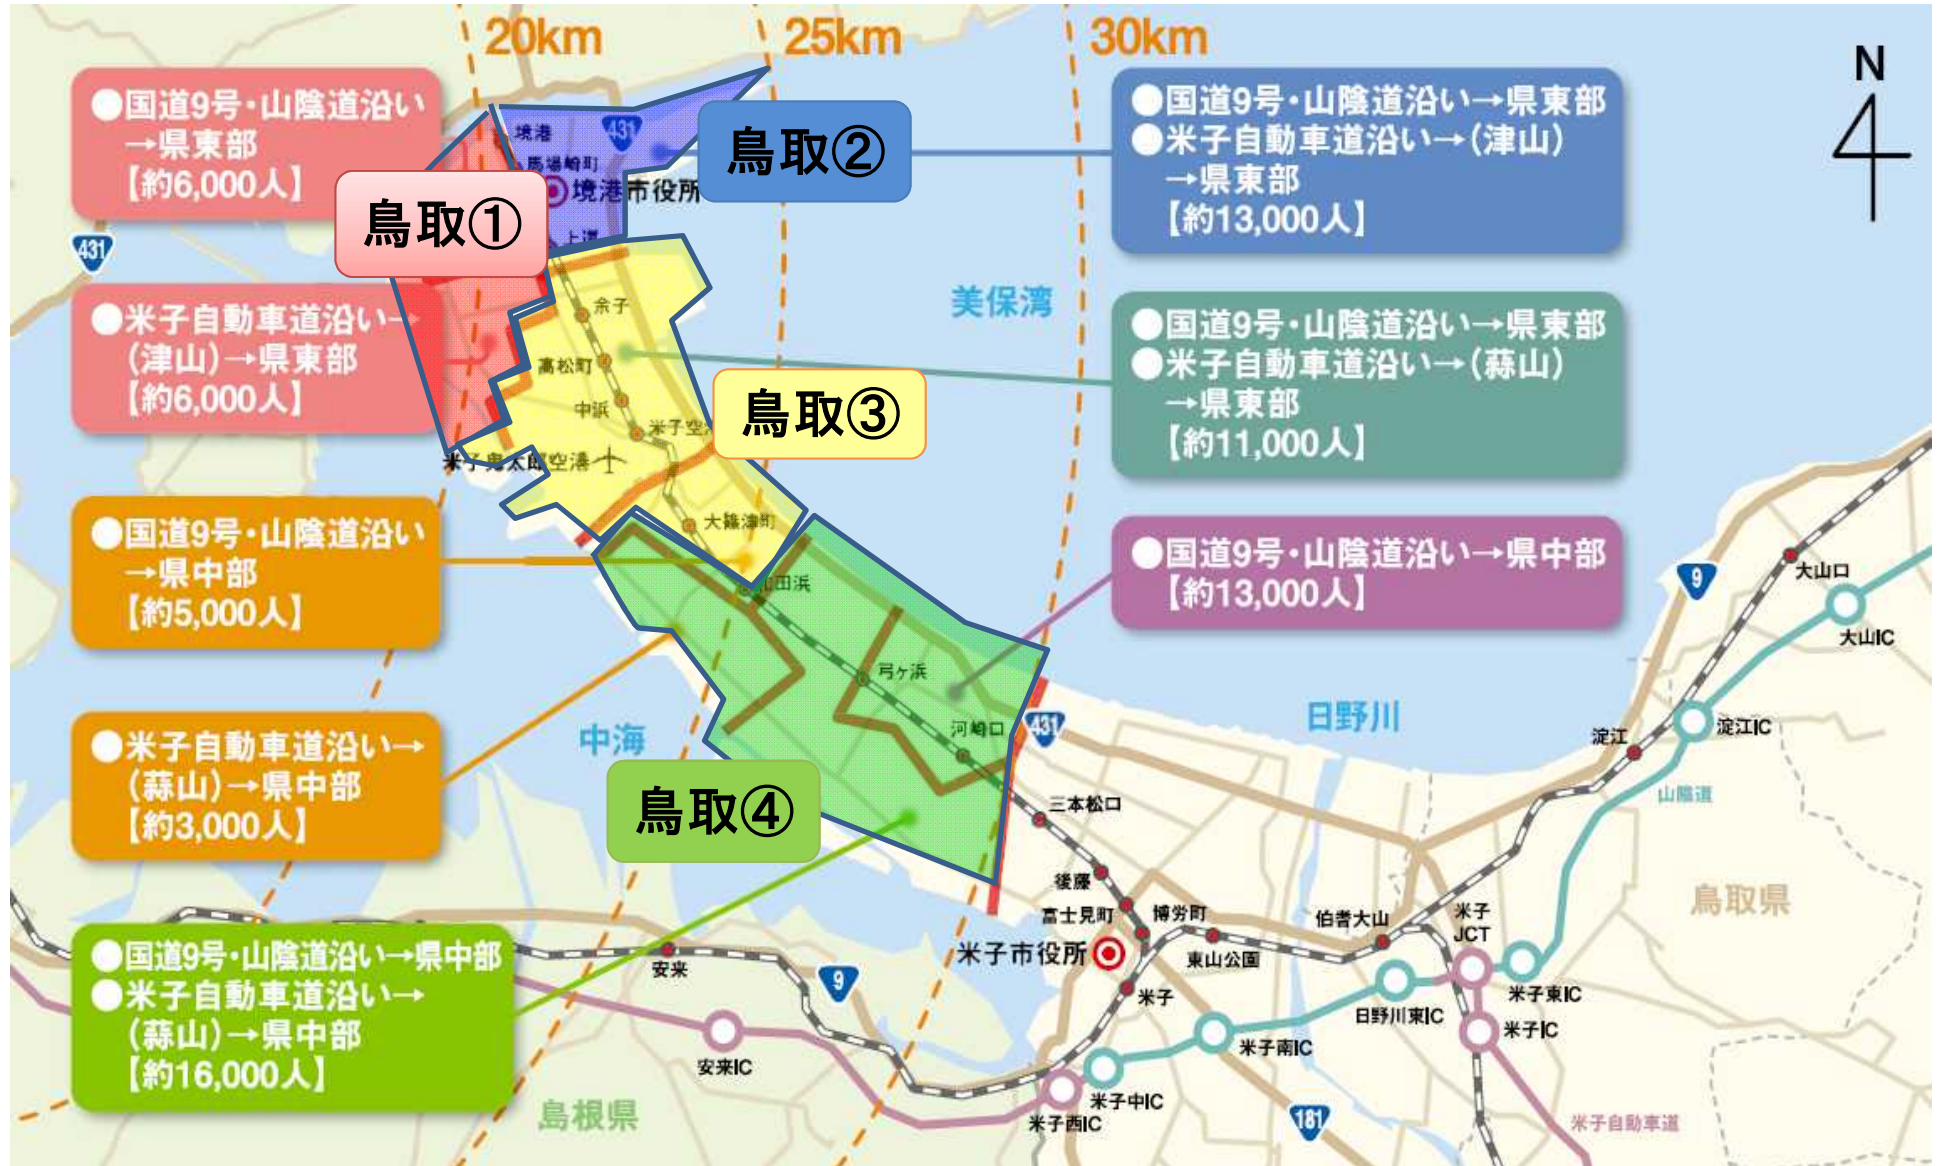 20km
25km
30km
N
●国道9号・山陰道沿い
→県東部
【約6,000人】
鳥取①
431
●米子自動車道沿い→
(津山)→県東部
【約6,000人】
●国道9号・山陰道沿い
→県中部
【約5,000人】
●米子自動車道沿い→
(蒜山)→県中部
【約3,000人】
●国道9号・山陰道沿い→県中部
●米子自動車道沿い→
(蒜山)→県中部
【約16,000人】
境港
431
馬場崎町
境港市役所
上道
鳥取②
●国道9号・山陰道沿い→県東部
●米子自動車道沿い→(津山)
→県東部
【約13,000人】
余子
高松町
中浜
米子空
米子鬼太郎空港
大篠津町
鳥取③
美保湾
●国道9号・山陰道沿い→県東部
●米子自動車道沿い→(蒜山)
→県東部
【約11,000人】
●国道9号・山陰道沿い→県中部
【約13,000人】
和田浜
弓ヶ浜
河崎口
中海
鳥取④
431
日野川
9
大山口
大山IC
淀江
淀江IC
山陰道
三本松口
後藤
富士見町
博労町
米子市役所
東山公園
伯耆大山
米子
JCT
鳥取県
米子
安来
9
安来IC
島根県
日野川東IC
米子東IC
米子IC
米子南IC
米子中IC
米子西IC
181
米子自動車道